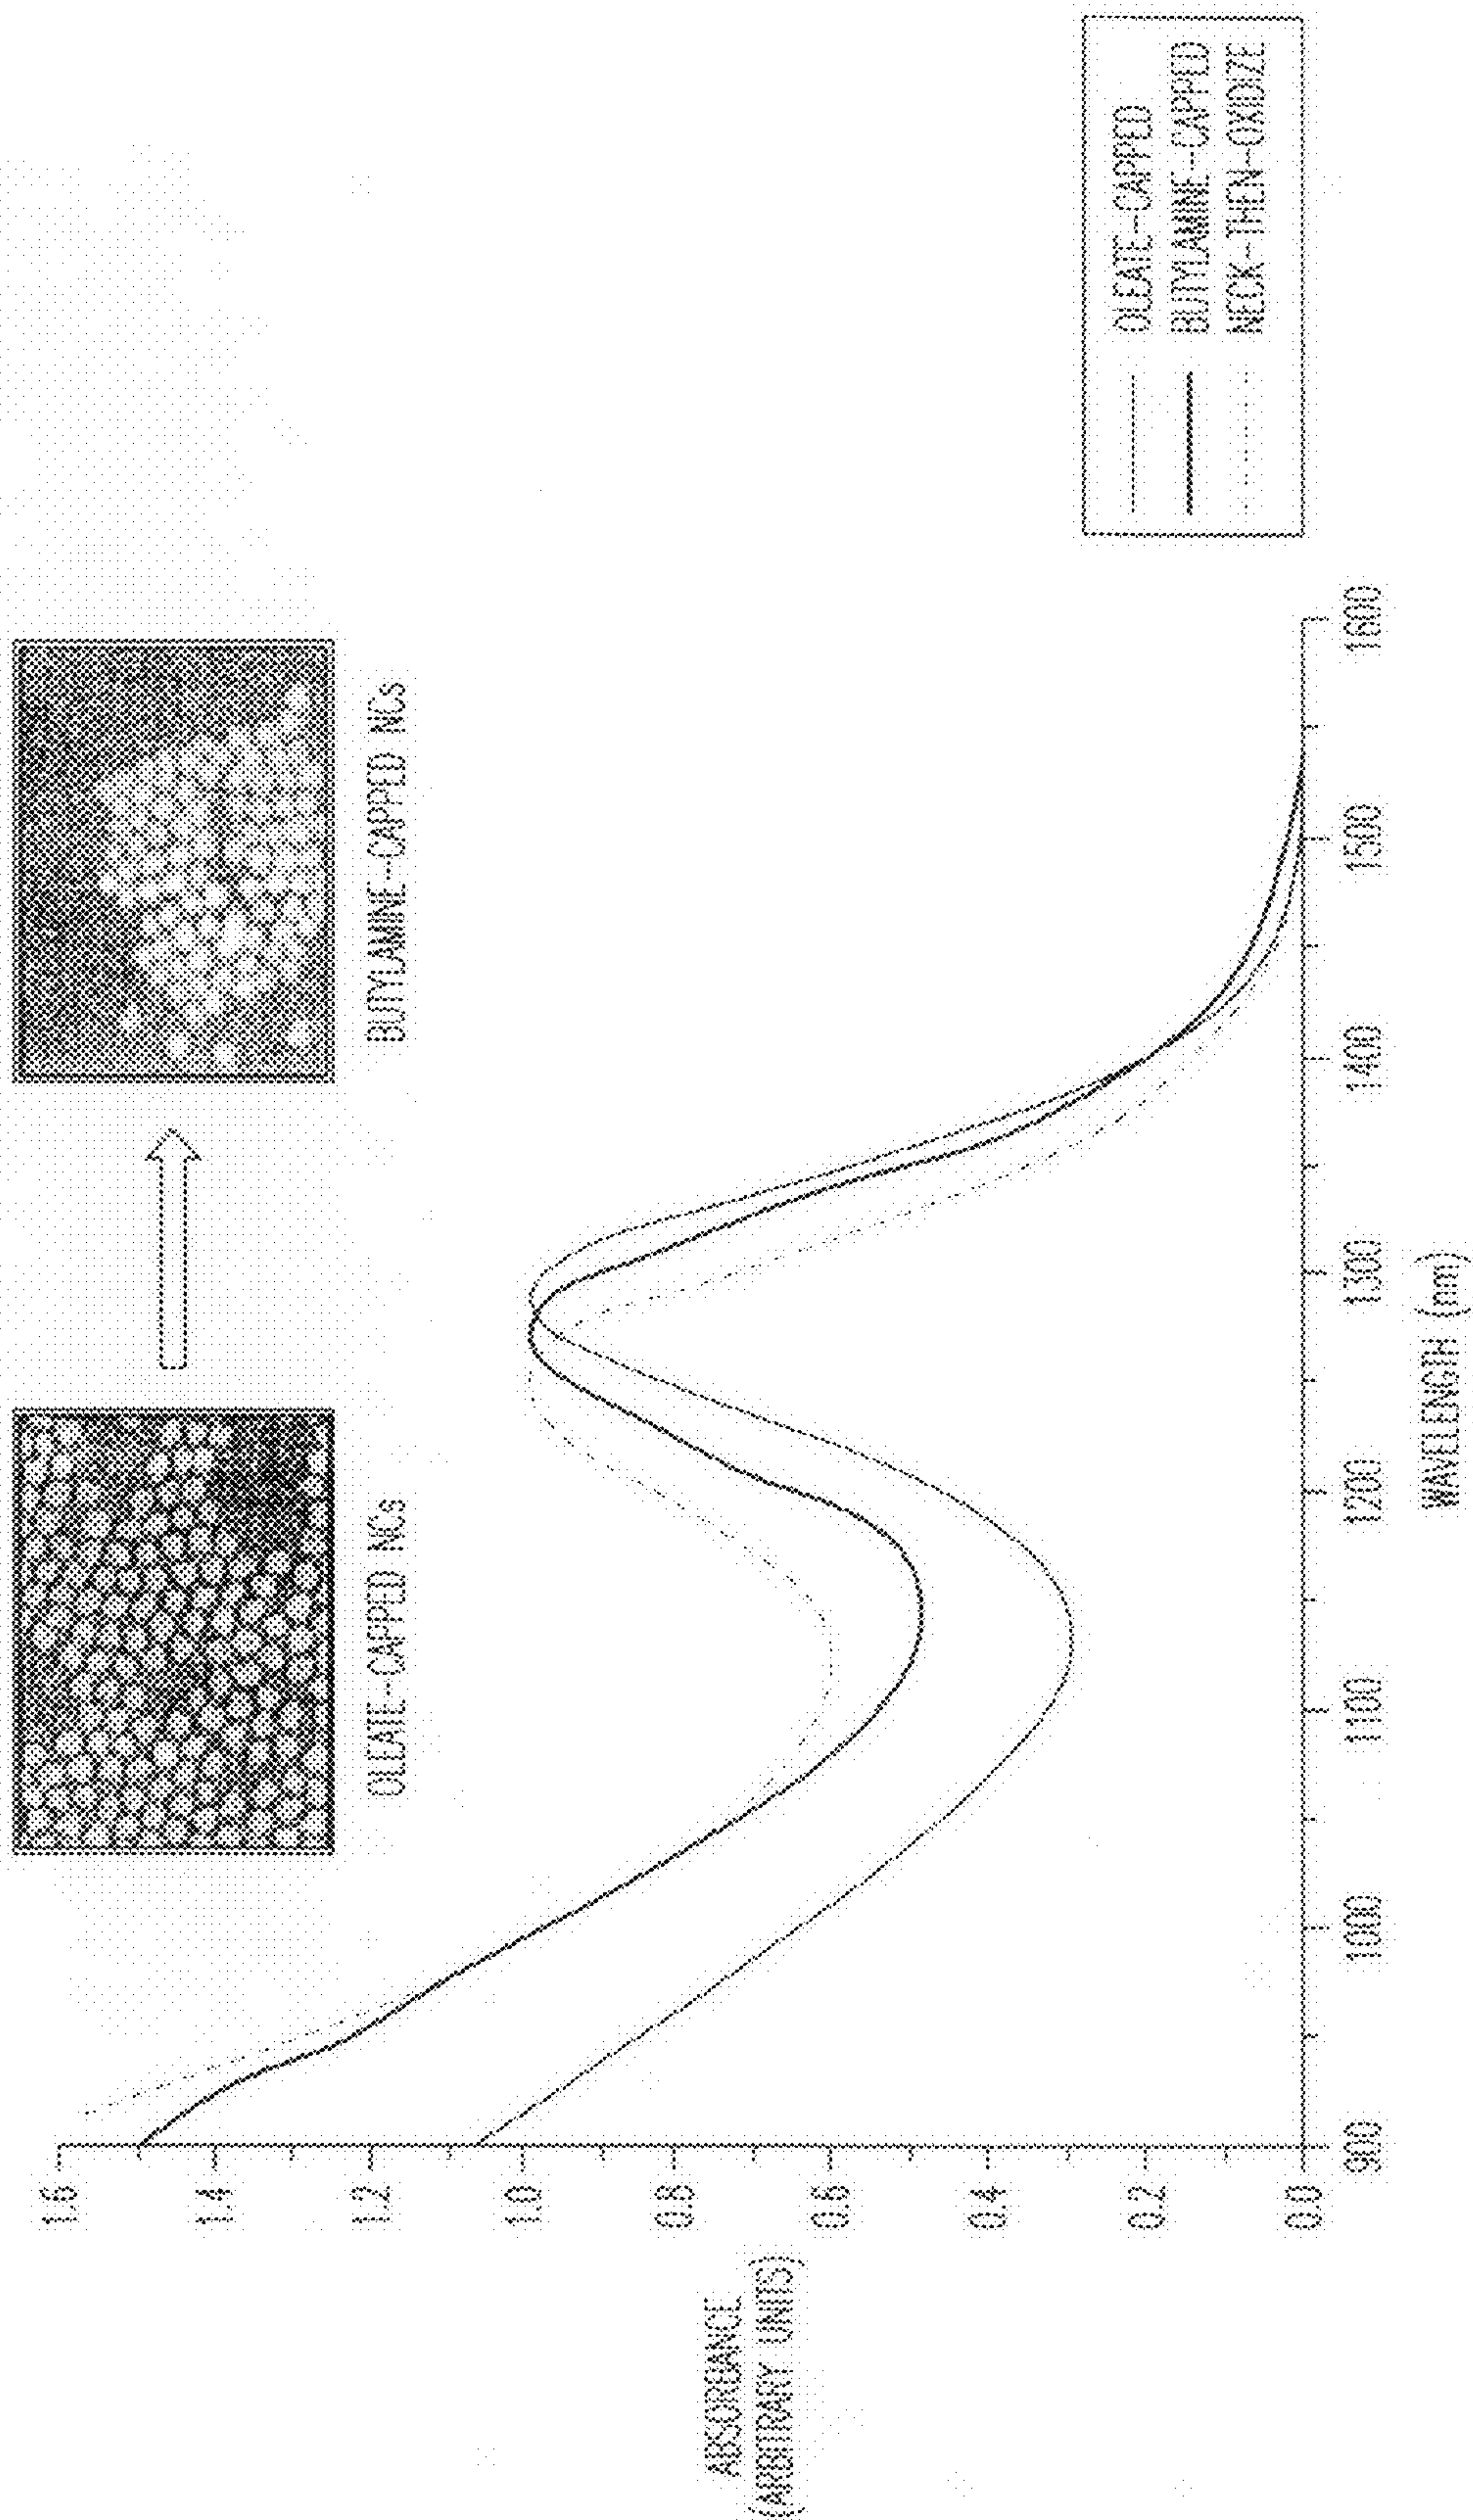 OLEATE-CAPPED NCs
BUTYLAMINE-CAPPED NCs
ABSORBANCE
(ARBITRARY UNITS)
1.6
1.4
1.2
1.0
0.8
0.6
0.4
0.2
0.0
900
1000
1100
1200
1300
1400
1500
1600
WAVELENGTH (nm)
OLEATE-CAPPED
BUTYLAMINE-CAPPED
NECK-THEN-OXIDIZE